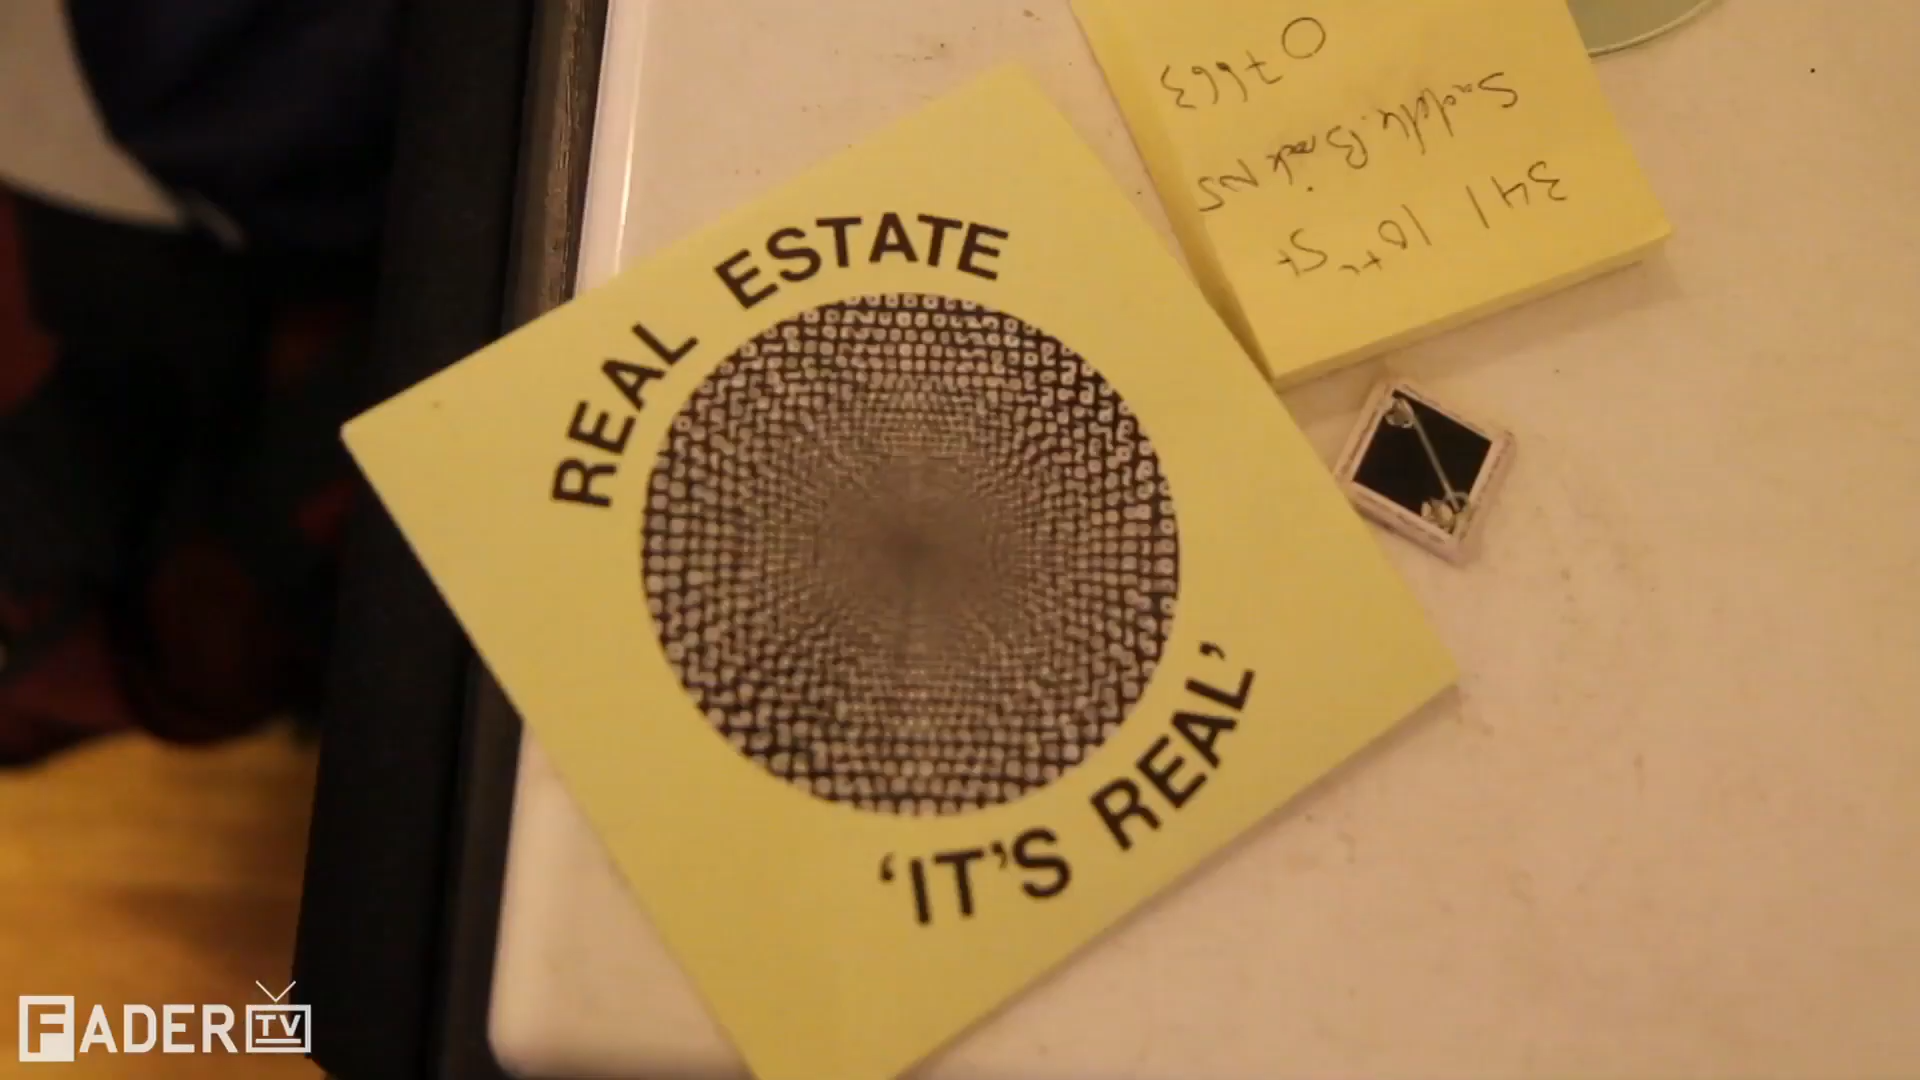 REAL ESTATE
'IT'S REAL'
341 10th St
Saddle Brook NJ
07663
FADER TV